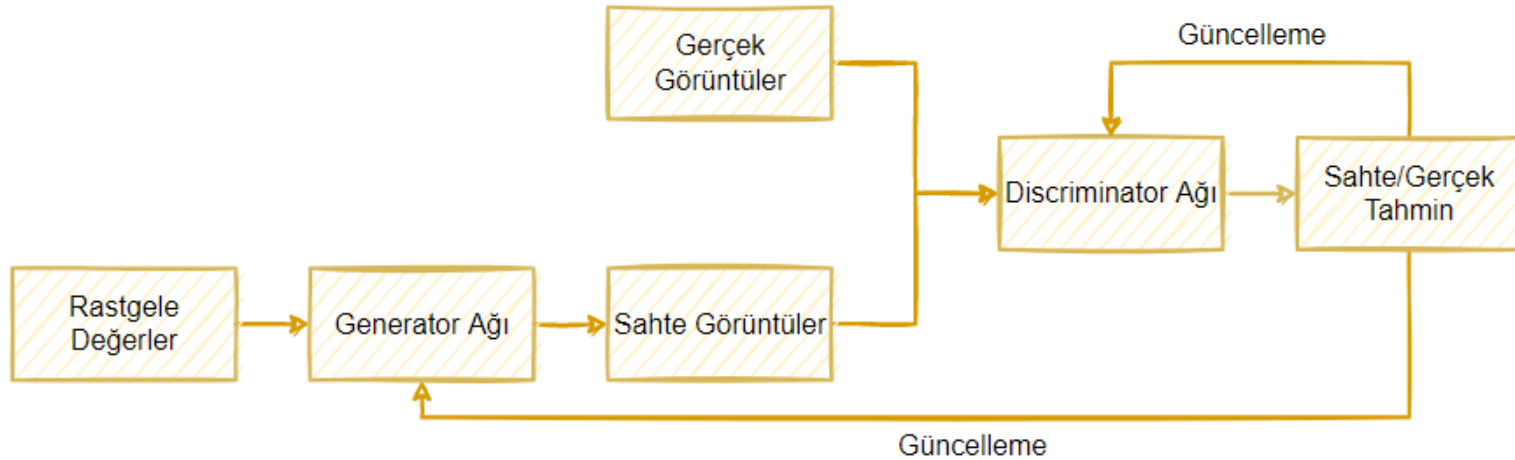 Gerçek
Görüntüler
Güncelleme
Discriminator Ağı
Sahte/Gerçek
Tahmin
Rastgele
Değerler
Generator Ağı
Sahte Görüntüler
Güncelleme